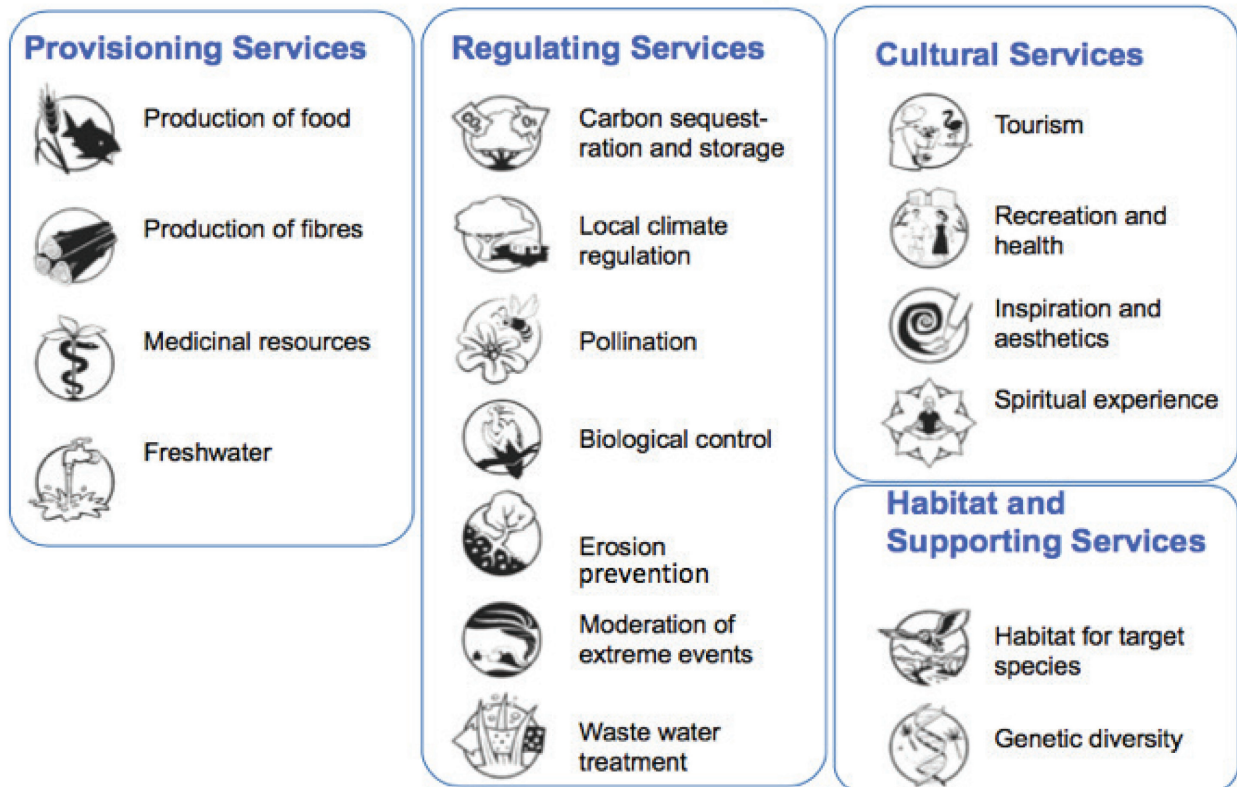 Provisioning Services
Production of food
Production of fibres
Medicinal resources
Freshwater
Regulating Services
CO₂
O₂
Carbon sequest-
ration and storage
Local climate
regulation
Pollination
Biological control
Erosion
prevention
Moderation of
extreme events
Waste water
treatment
Cultural Services
Tourism
Recreation and
health
Inspiration and
aesthetics
Spiritual experience
Habitat and
Supporting Services
Habitat for target
species
Genetic diversity